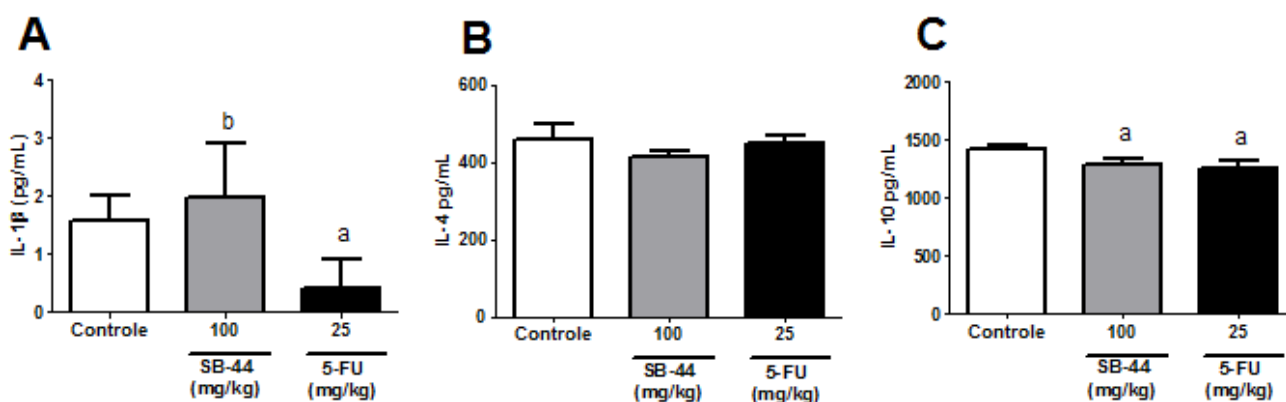 A
IL-1β (pg/mL)
4
3
2
1
0
b
a
Controle
100
25
SB-44
(mg/kg)
5-FU
(mg/kg)
B
IL-4 pg/mL
600
400
200
0
Controle
100
25
SB-44
(mg/kg)
5-FU
(mg/kg)
C
IL-10 pg/mL
2000
1500
1000
500
0
a
a
Controle
100
25
SB-44
(mg/kg)
5-FU
(mg/kg)